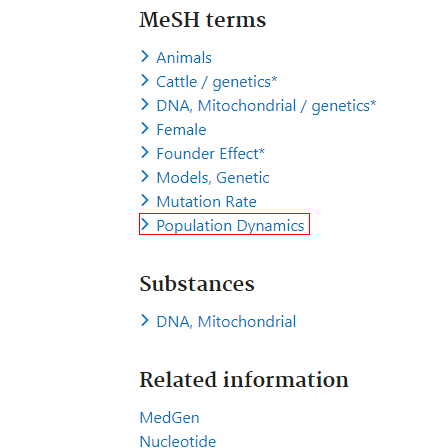 MeSH terms
Animals
Cattle / genetics*
DNA, Mitochondrial / genetics*
Female
Founder Effect*
Models, Genetic
Mutation Rate
Population Dynamics
Substances
DNA, Mitochondrial
Related information
MedGen
Nucleotide